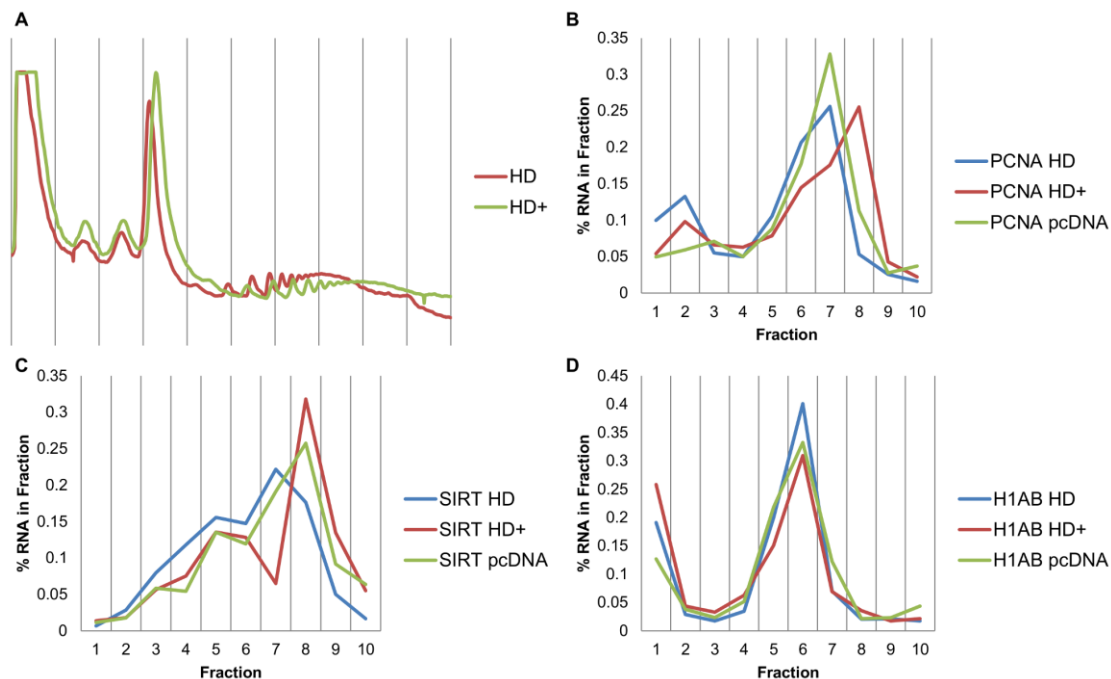 A
HD
HD+
B
% RNA in Fraction
0.35
0.3
0.25
0.2
0.15
0.1
0.05
0
1 2 3 4 5 6 7 8 9 10
Fraction
PCNA HD
PCNA HD+
PCNA pcDNA
C
% RNA in Fraction
0.35
0.3
0.25
0.2
0.15
0.1
0.05
0
1 2 3 4 5 6 7 8 9 10
Fraction
SIRT HD
SIRT HD+
SIRT pcDNA
D
% RNA in Fraction
0.45
0.4
0.35
0.3
0.25
0.2
0.15
0.1
0.05
0
1 2 3 4 5 6 7 8 9 10
Fraction
H1AB HD
H1AB HD+
H1AB pcDNA